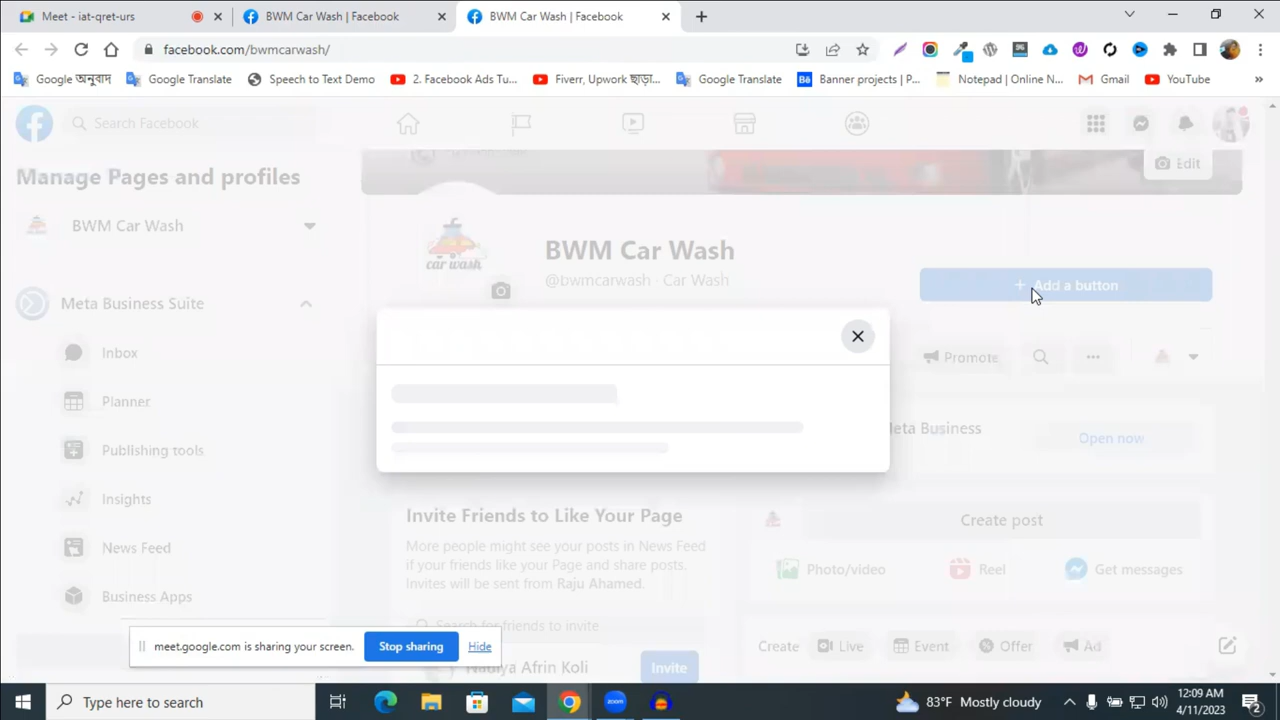 Meet - iat-qret-urs
BWM Car Wash | Facebook
BWM Car Wash | Facebook
facebook.com/bwmcarwash/
Google অনুবাদ
Google Translate
Speech to Text Demo
2. Facebook Ads Tu...
Fiverr, Upwork ছাড়া...
Google Translate
Banner projects | P...
Notepad | Online N...
Gmail
YouTube
Search Facebook
Manage Pages and profiles
Edit
BWM Car Wash
car wash
BWM Car Wash
@bwmcarwash · Car Wash
+ Add a button
Meta Business Suite
Inbox
Promote
Planner
Meta Business
Open now
Publishing tools
Insights
Invite Friends to Like Your Page
Create post
More people might see your posts in News Feed
if your friends like your Page and share posts.
Invites will be sent from Raju Ahamed.
News Feed
Photo/video
Reel
Get messages
Business Apps
Search for friends to invite
meet.google.com is sharing your screen.
Stop sharing
Hide
Create
Live
Event
Offer
Ad
Nabiya Afrin Koli
Invite
Type here to search
zoom
83°F Mostly cloudy
12:09 AM
4/11/2023
2